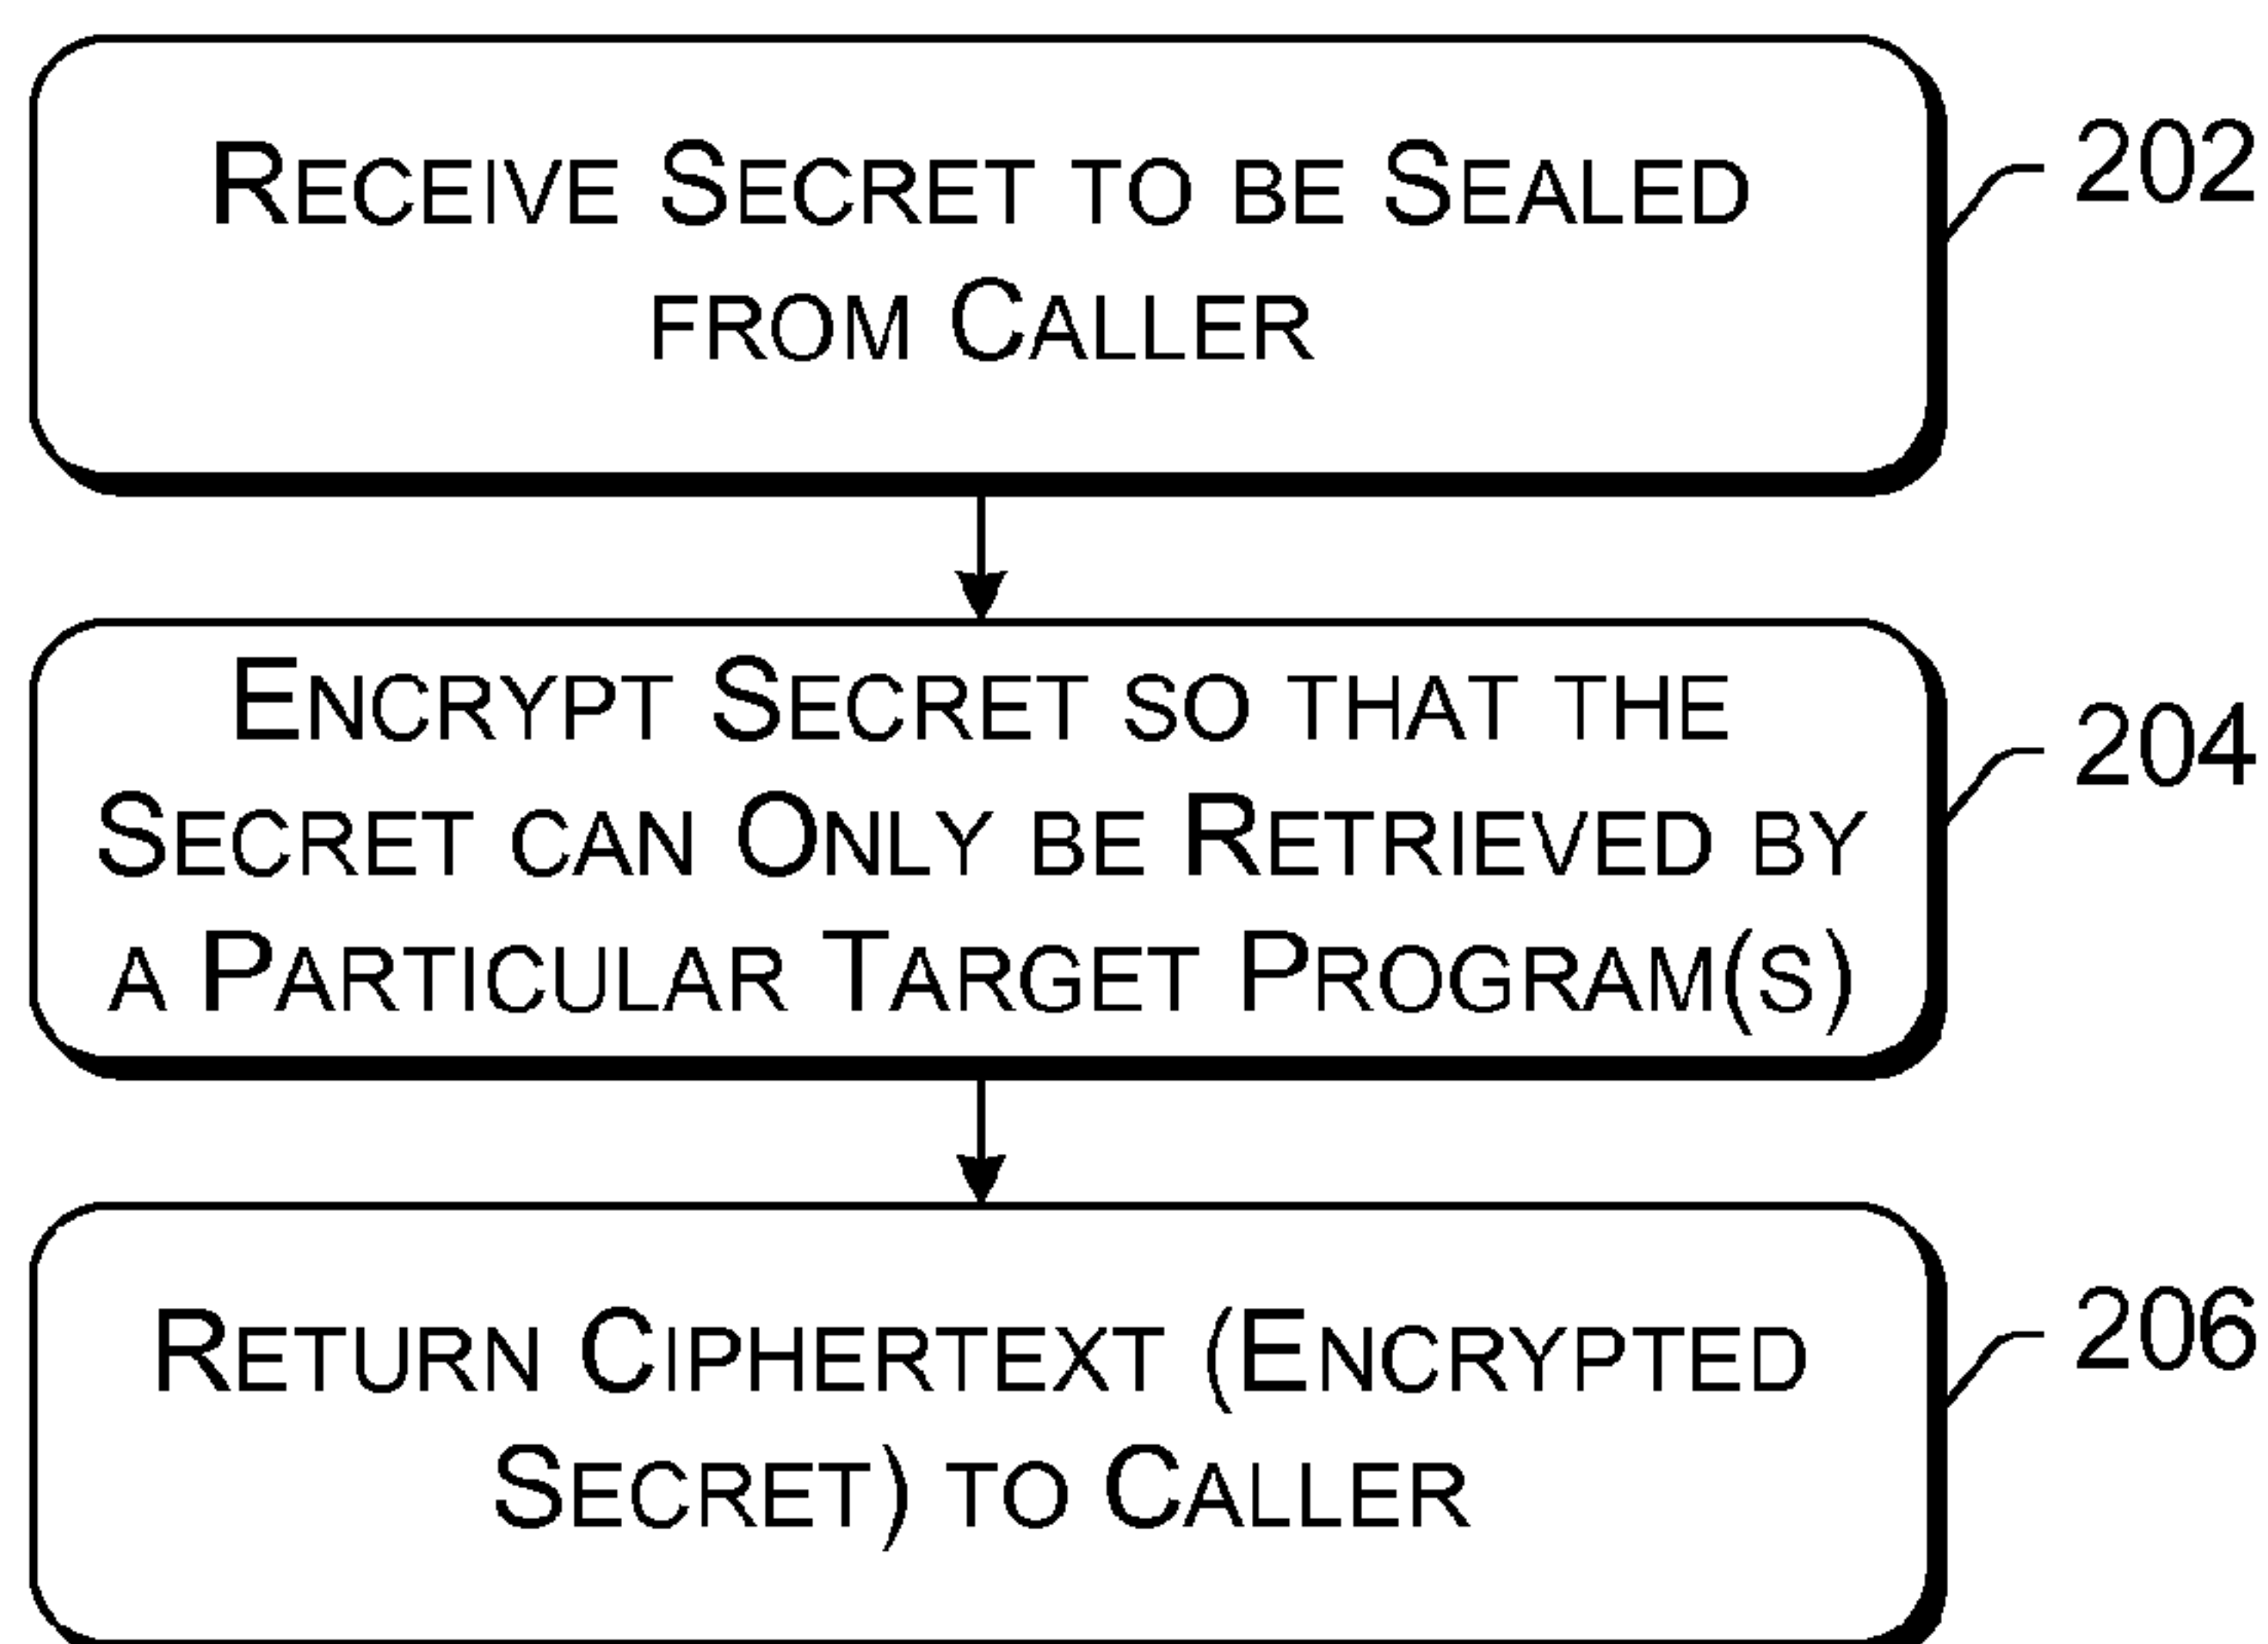 RECEIVE SECRET TO BE SEALED
FROM CALLER
202
ENCRYPT SECRET SO THAT THE
SECRET CAN ONLY BE RETRIEVED BY
A PARTICULAR TARGET PROGRAM(S)
204
RETURN CIPHERTEXT (ENCRYPTED
SECRET) TO CALLER
206